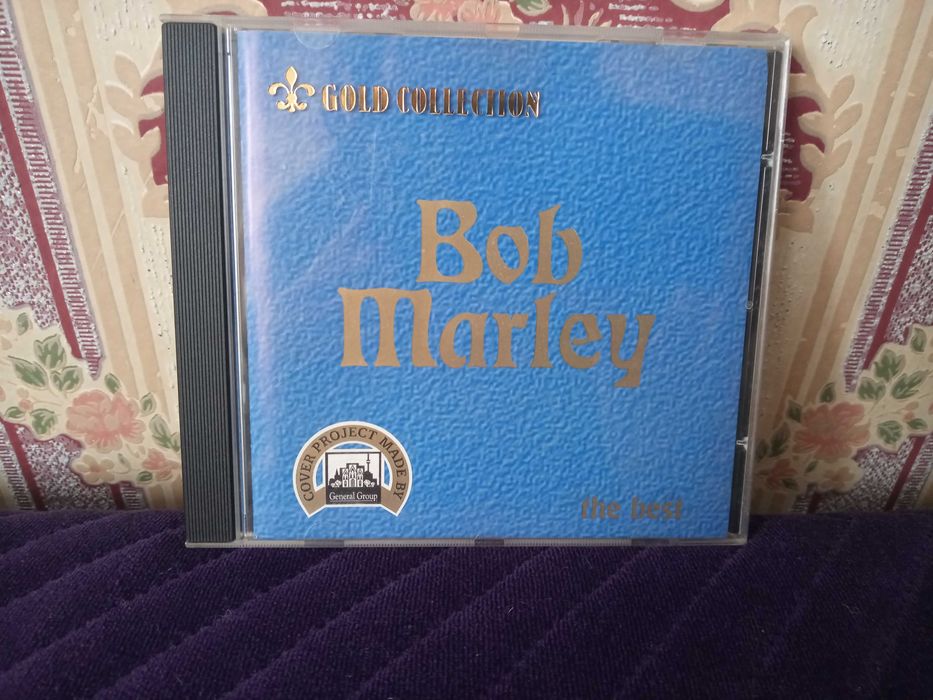 GOLD COLLECTION
Bob
Marley
COVER PROJECT MADE BY
General Group
the best